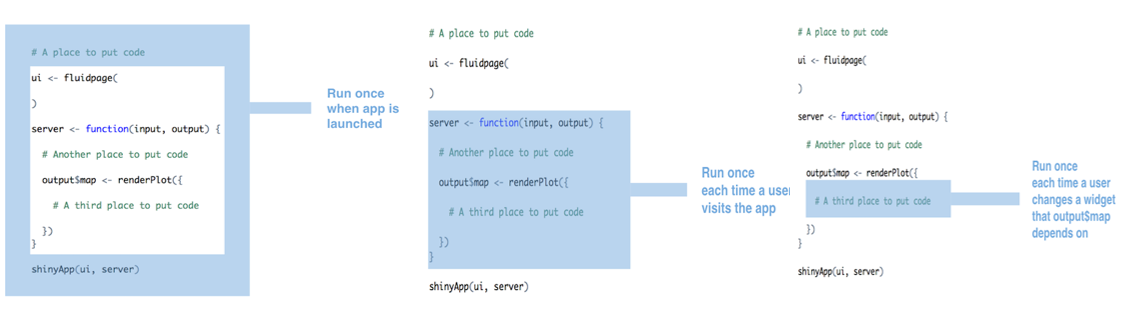 # A place to put code
ui <- fluidpage(
)
server <- function(input, output) {
# Another place to put code
output$map <- renderPlot({
# A third place to put code
})
}
shinyApp(ui, server)
Run once
when app is
launched
# A place to put code
ui <- fluidpage(
)
server <- function(input, output) {
# Another place to put code
output$map <- renderPlot({
# A third place to put code
})
}
shinyApp(ui, server)
Run once
each time a user
visits the app
# A place to put code
ui <- fluidpage(
)
server <- function(input, output) {
# Another place to put code
output$map <- renderPlot({
# A third place to put code
})
}
shinyApp(ui, server)
Run once
each time a user
changes a widget
that output$map
depends on